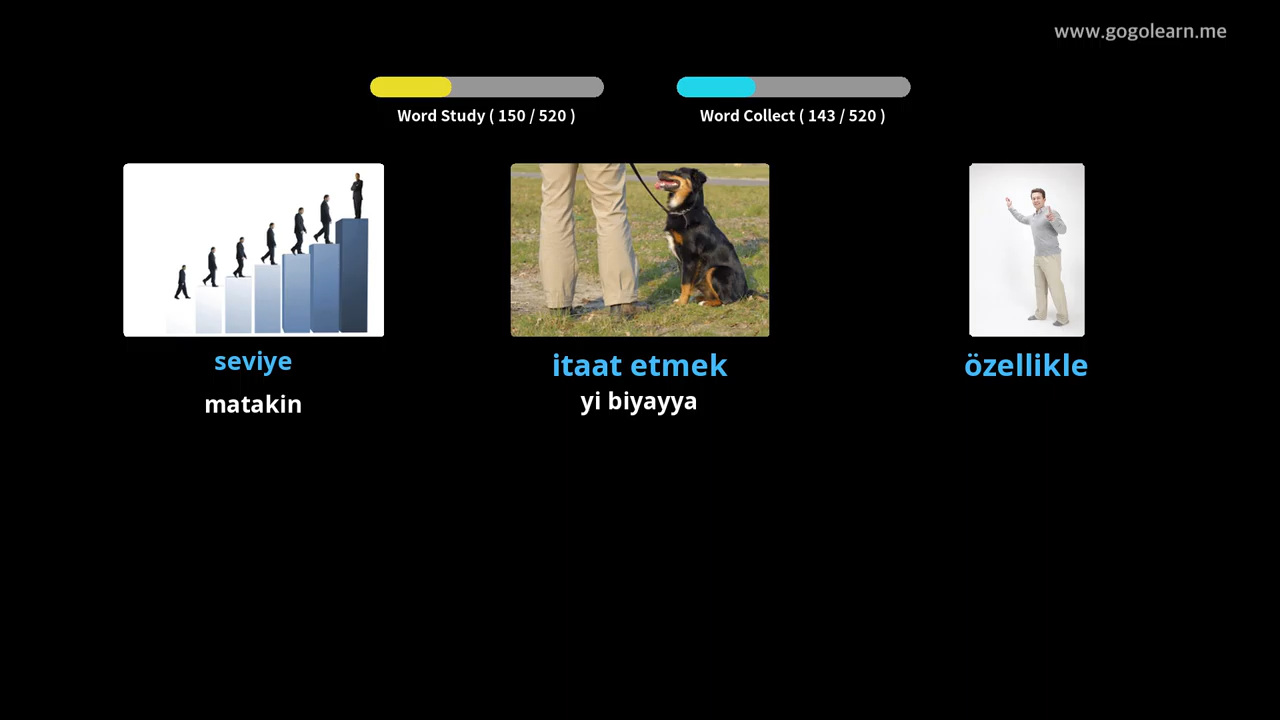 www.gogolearn.me
Word Study ( 150 / 520 )
Word Collect ( 143 / 520 )
seviye
matakin
itaat etmek
yi biyayya
özellikle